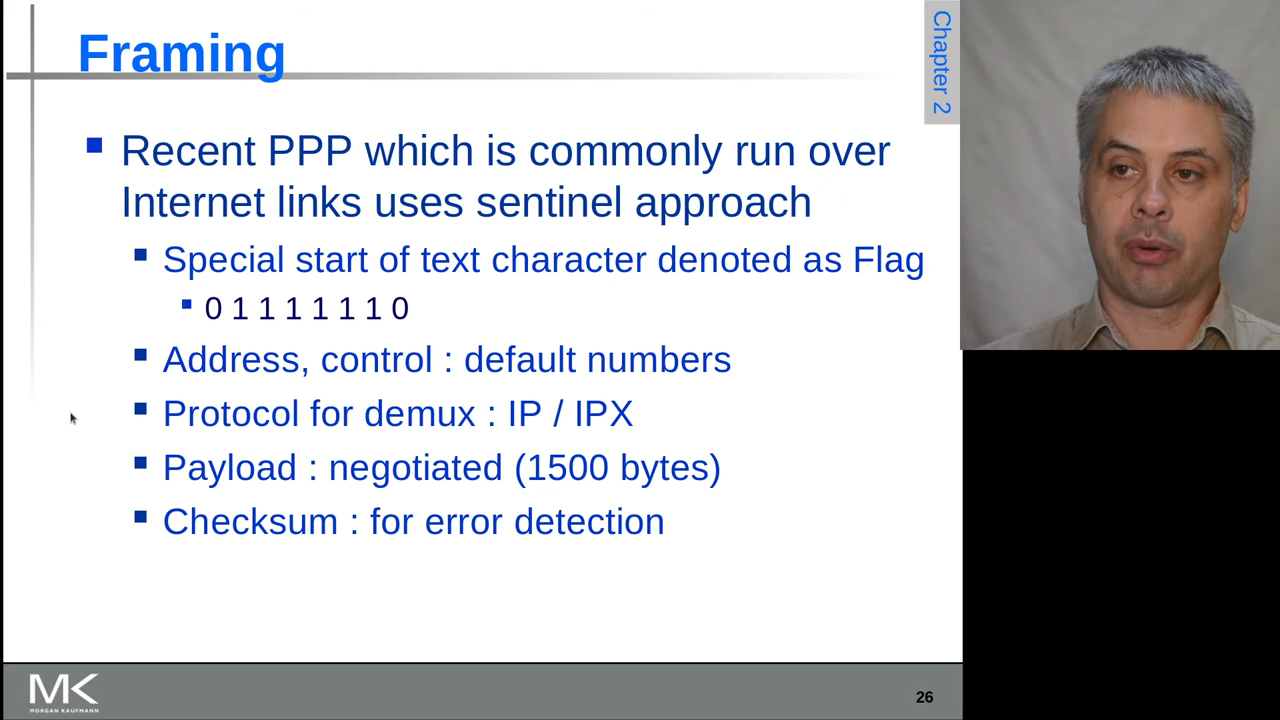 Framing
Chapter 2
Recent PPP which is commonly run over
Internet links uses sentinel approach
Special start of text character denoted as Flag
0 1 1 1 1 1 1 0
Address, control : default numbers
Protocol for demux : IP / IPX
Payload : negotiated (1500 bytes)
Checksum : for error detection
MK
MORGAN KAUFMANN
26